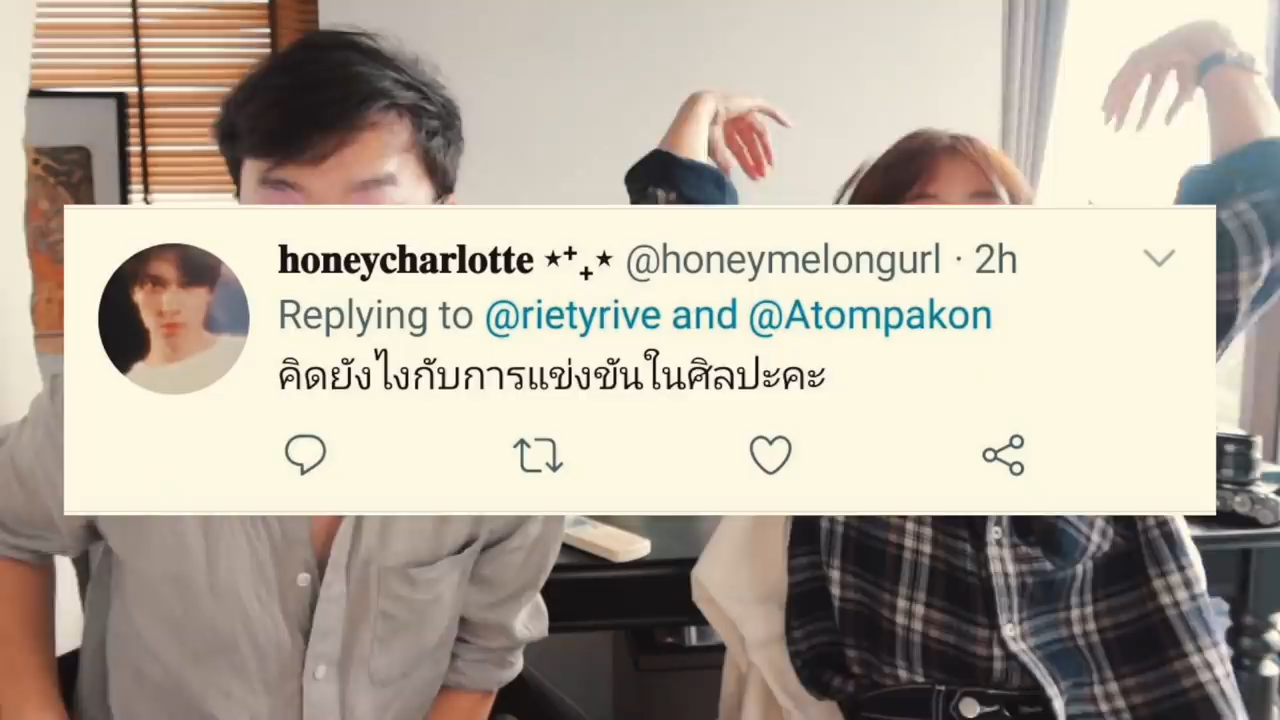 honeycharlotte ⋆⁺₊⋆ @honeymelongurl · 2h
Replying to @rietyrive and @Atompakon
คิดยังไงกับการแข่งขันในศิลปะคะ